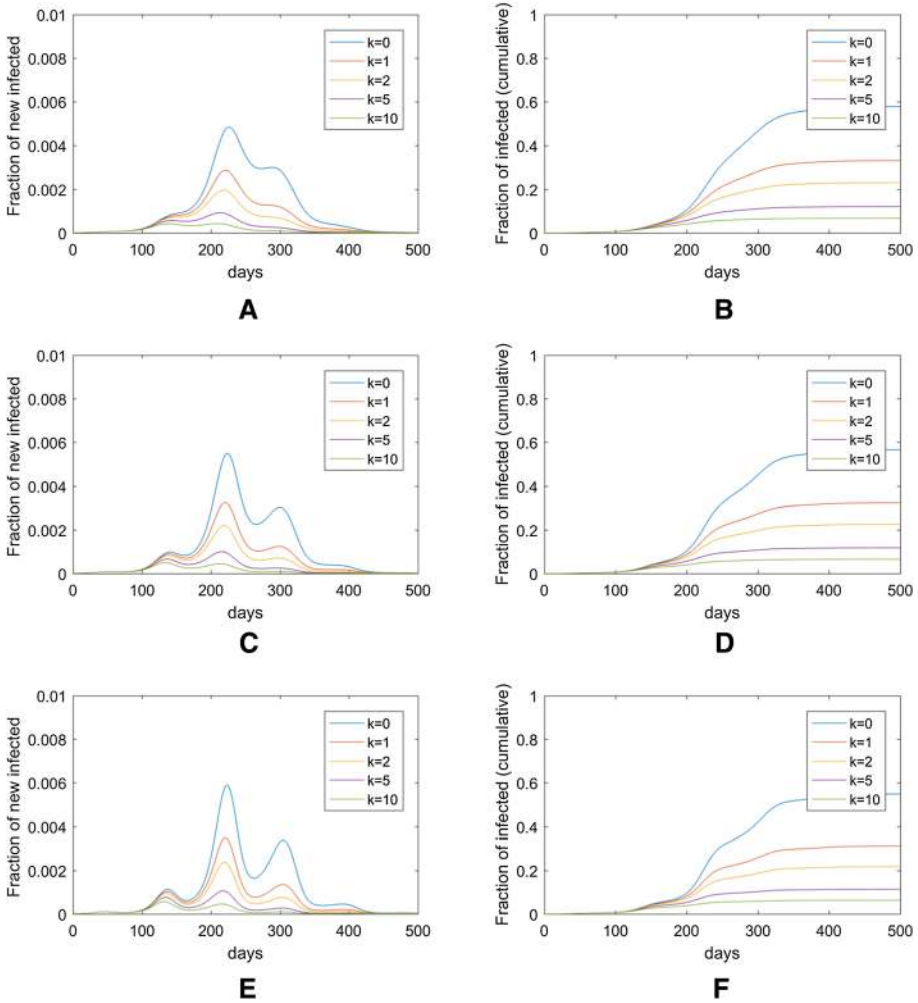 0.01
0.008
0.006
0.004
0.002
0
0 100 200 300 400 500
Fraction of new infected
days
k=0
k=1
k=2
k=5
k=10
A
1
0.8
0.6
0.4
0.2
0
0 100 200 300 400 500
Fraction of infected (cumulative)
days
k=0
k=1
k=2
k=5
k=10
B
0.01
0.008
0.006
0.004
0.002
0
0 100 200 300 400 500
Fraction of new infected
days
k=0
k=1
k=2
k=5
k=10
C
1
0.8
0.6
0.4
0.2
0
0 100 200 300 400 500
Fraction of infected (cumulative)
days
k=0
k=1
k=2
k=5
k=10
D
0.01
0.008
0.006
0.004
0.002
0
0 100 200 300 400 500
Fraction of new infected
days
k=0
k=1
k=2
k=5
k=10
E
1
0.8
0.6
0.4
0.2
0
0 100 200 300 400 500
Fraction of infected (cumulative)
days
k=0
k=1
k=2
k=5
k=10
F